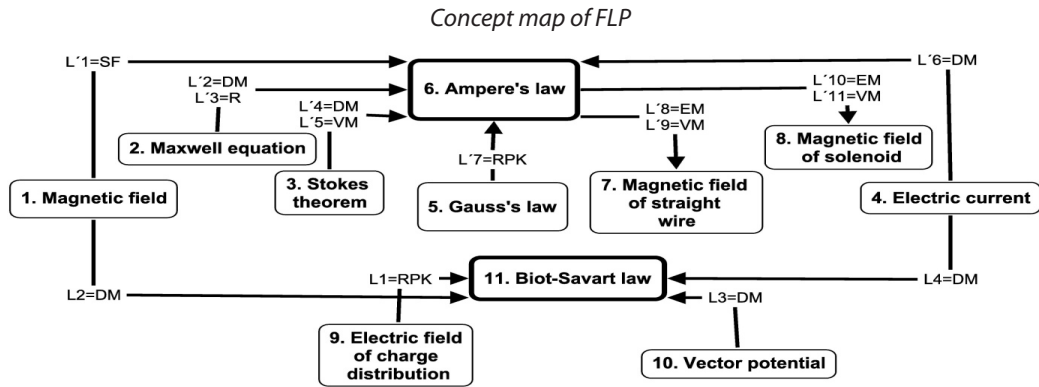 Concept map of FLP
L´1=SF
L´6=DM
L´2=DM
L´3=R
6. Ampere's law
L´10=EM
L´11=VM
L´4=DM
L´5=VM
L´8=EM
L´9=VM
2. Maxwell equation
L´7=RPK
8. Magnetic field
of solenoid
1. Magnetic field
3. Stokes
theorem
5. Gauss's law
7. Magnetic field
of straight
wire
4. Electric current
L1=RPK
11. Biot-Savart law
L4=DM
L2=DM
L3=DM
9. Electric field
of charge
distribution
10. Vector potential